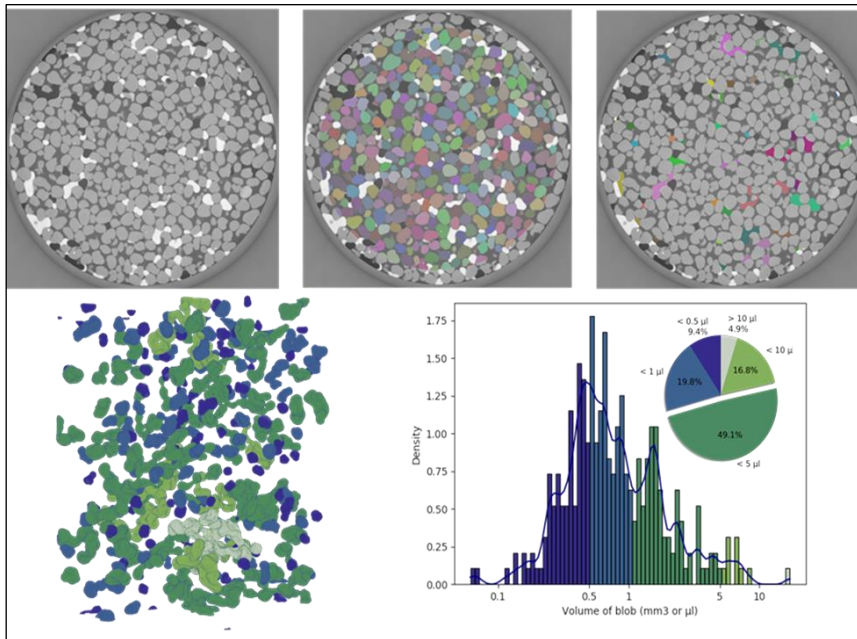 < 0.5 µl
9.4%
> 10 µl
4.9%
< 10 µ
16.8%
< 1 µl
19.8%
49.1%
< 5 µl
1.75
1.50
1.25
1.00
0.75
0.50
0.25
0.00
Density
0.1
0.5
1
5
10
Volume of blob (mm3 or µl)